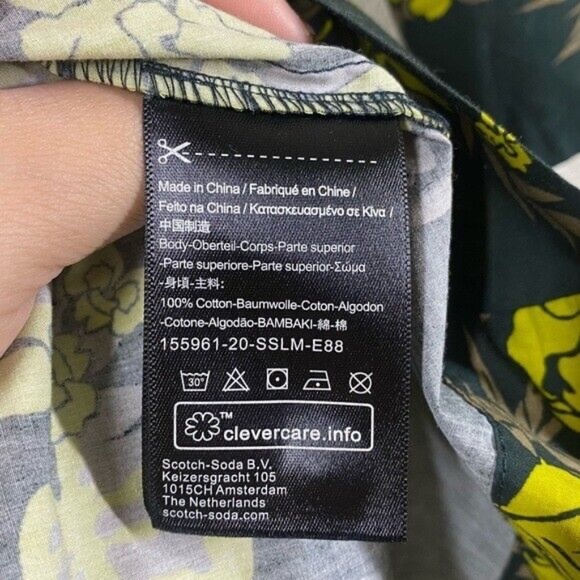 Made in China / Fabriqué en Chine /
Feito na China / Κατασκευασμένο σε Κίνα /
中国制造
Body-Oberteil-Corps-Parte superior
-Parte superiore-Parte superior-Σώμα
-身頃-主料:
100% Cotton-Baumwolle-Coton-Algodon
-Cotone-Algodão-BAMBAKI-綿-棉
155961-20-SSLM-E88
30°
™ clevercare.info
Scotch-Soda B.V.
Keizersgracht 105
1015CH Amsterdam
The Netherlands
scotch-soda.com